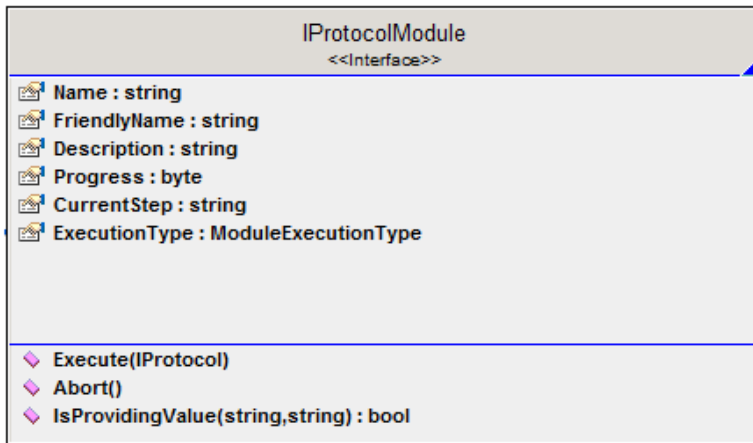 IProtocolModule
<<Interface>>
Name : string
FriendlyName : string
Description : string
Progress : byte
CurrentStep : string
ExecutionType : ModuleExecutionType
Execute(IProtocol)
Abort()
IsProvidingValue(string,string) : bool